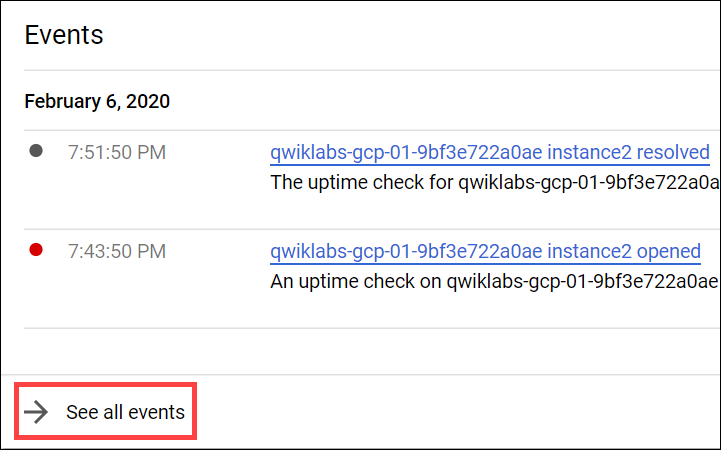 Events
February 6, 2020
7:51:50 PM
qwiklabs-gcp-01-9bf3e722a0ae instance2 resolved
The uptime check for qwiklabs-gcp-01-9bf3e722a0a
7:43:50 PM
qwiklabs-gcp-01-9bf3e722a0ae instance2 opened
An uptime check on qwiklabs-gcp-01-9bf3e722a0ae
See all events